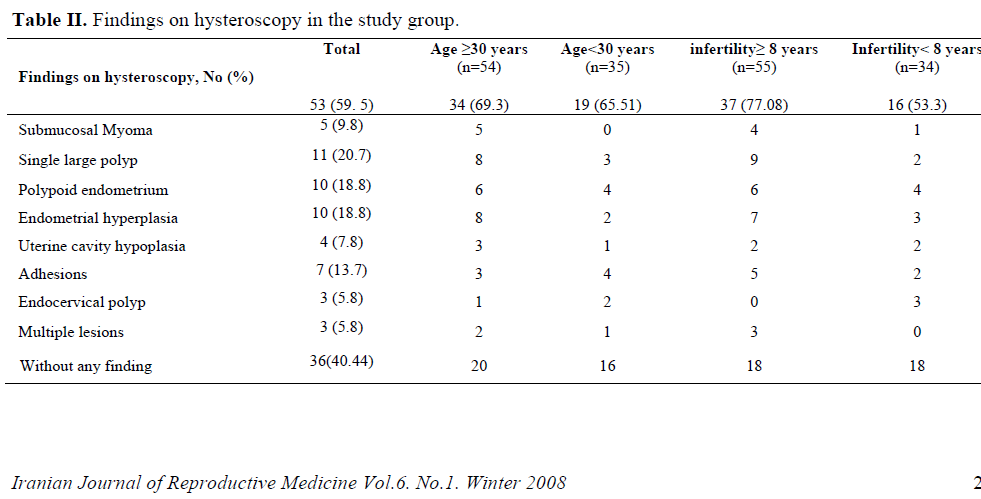 Table II. Findings on hysteroscopy in the study group.
Total Age ≥30 years Age<30 years infertility≥ 8 years Infertility< 8 years
(n=54) (n=35) (n=55) (n=34)
Findings on hysteroscopy, No (%)
53 (59. 5) 34 (69.3) 19 (65.51) 37 (77.08) 16 (53.3)
Submucosal Myoma 5 (9.8) 5 0 4 1
Single large polyp 11 (20.7) 8 3 9 2
Polypoid endometrium 10 (18.8) 6 4 6 4
Endometrial hyperplasia 10 (18.8) 8 2 7 3
Uterine cavity hypoplasia 4 (7.8) 3 1 2 2
Adhesions 7 (13.7) 3 4 5 2
Endocervical polyp 3 (5.8) 1 2 0 3
Multiple lesions 3 (5.8) 2 1 3 0
Without any finding 36(40.44) 20 16 18 18
Iranian Journal of Reproductive Medicine Vol.6. No.1. Winter 2008 2